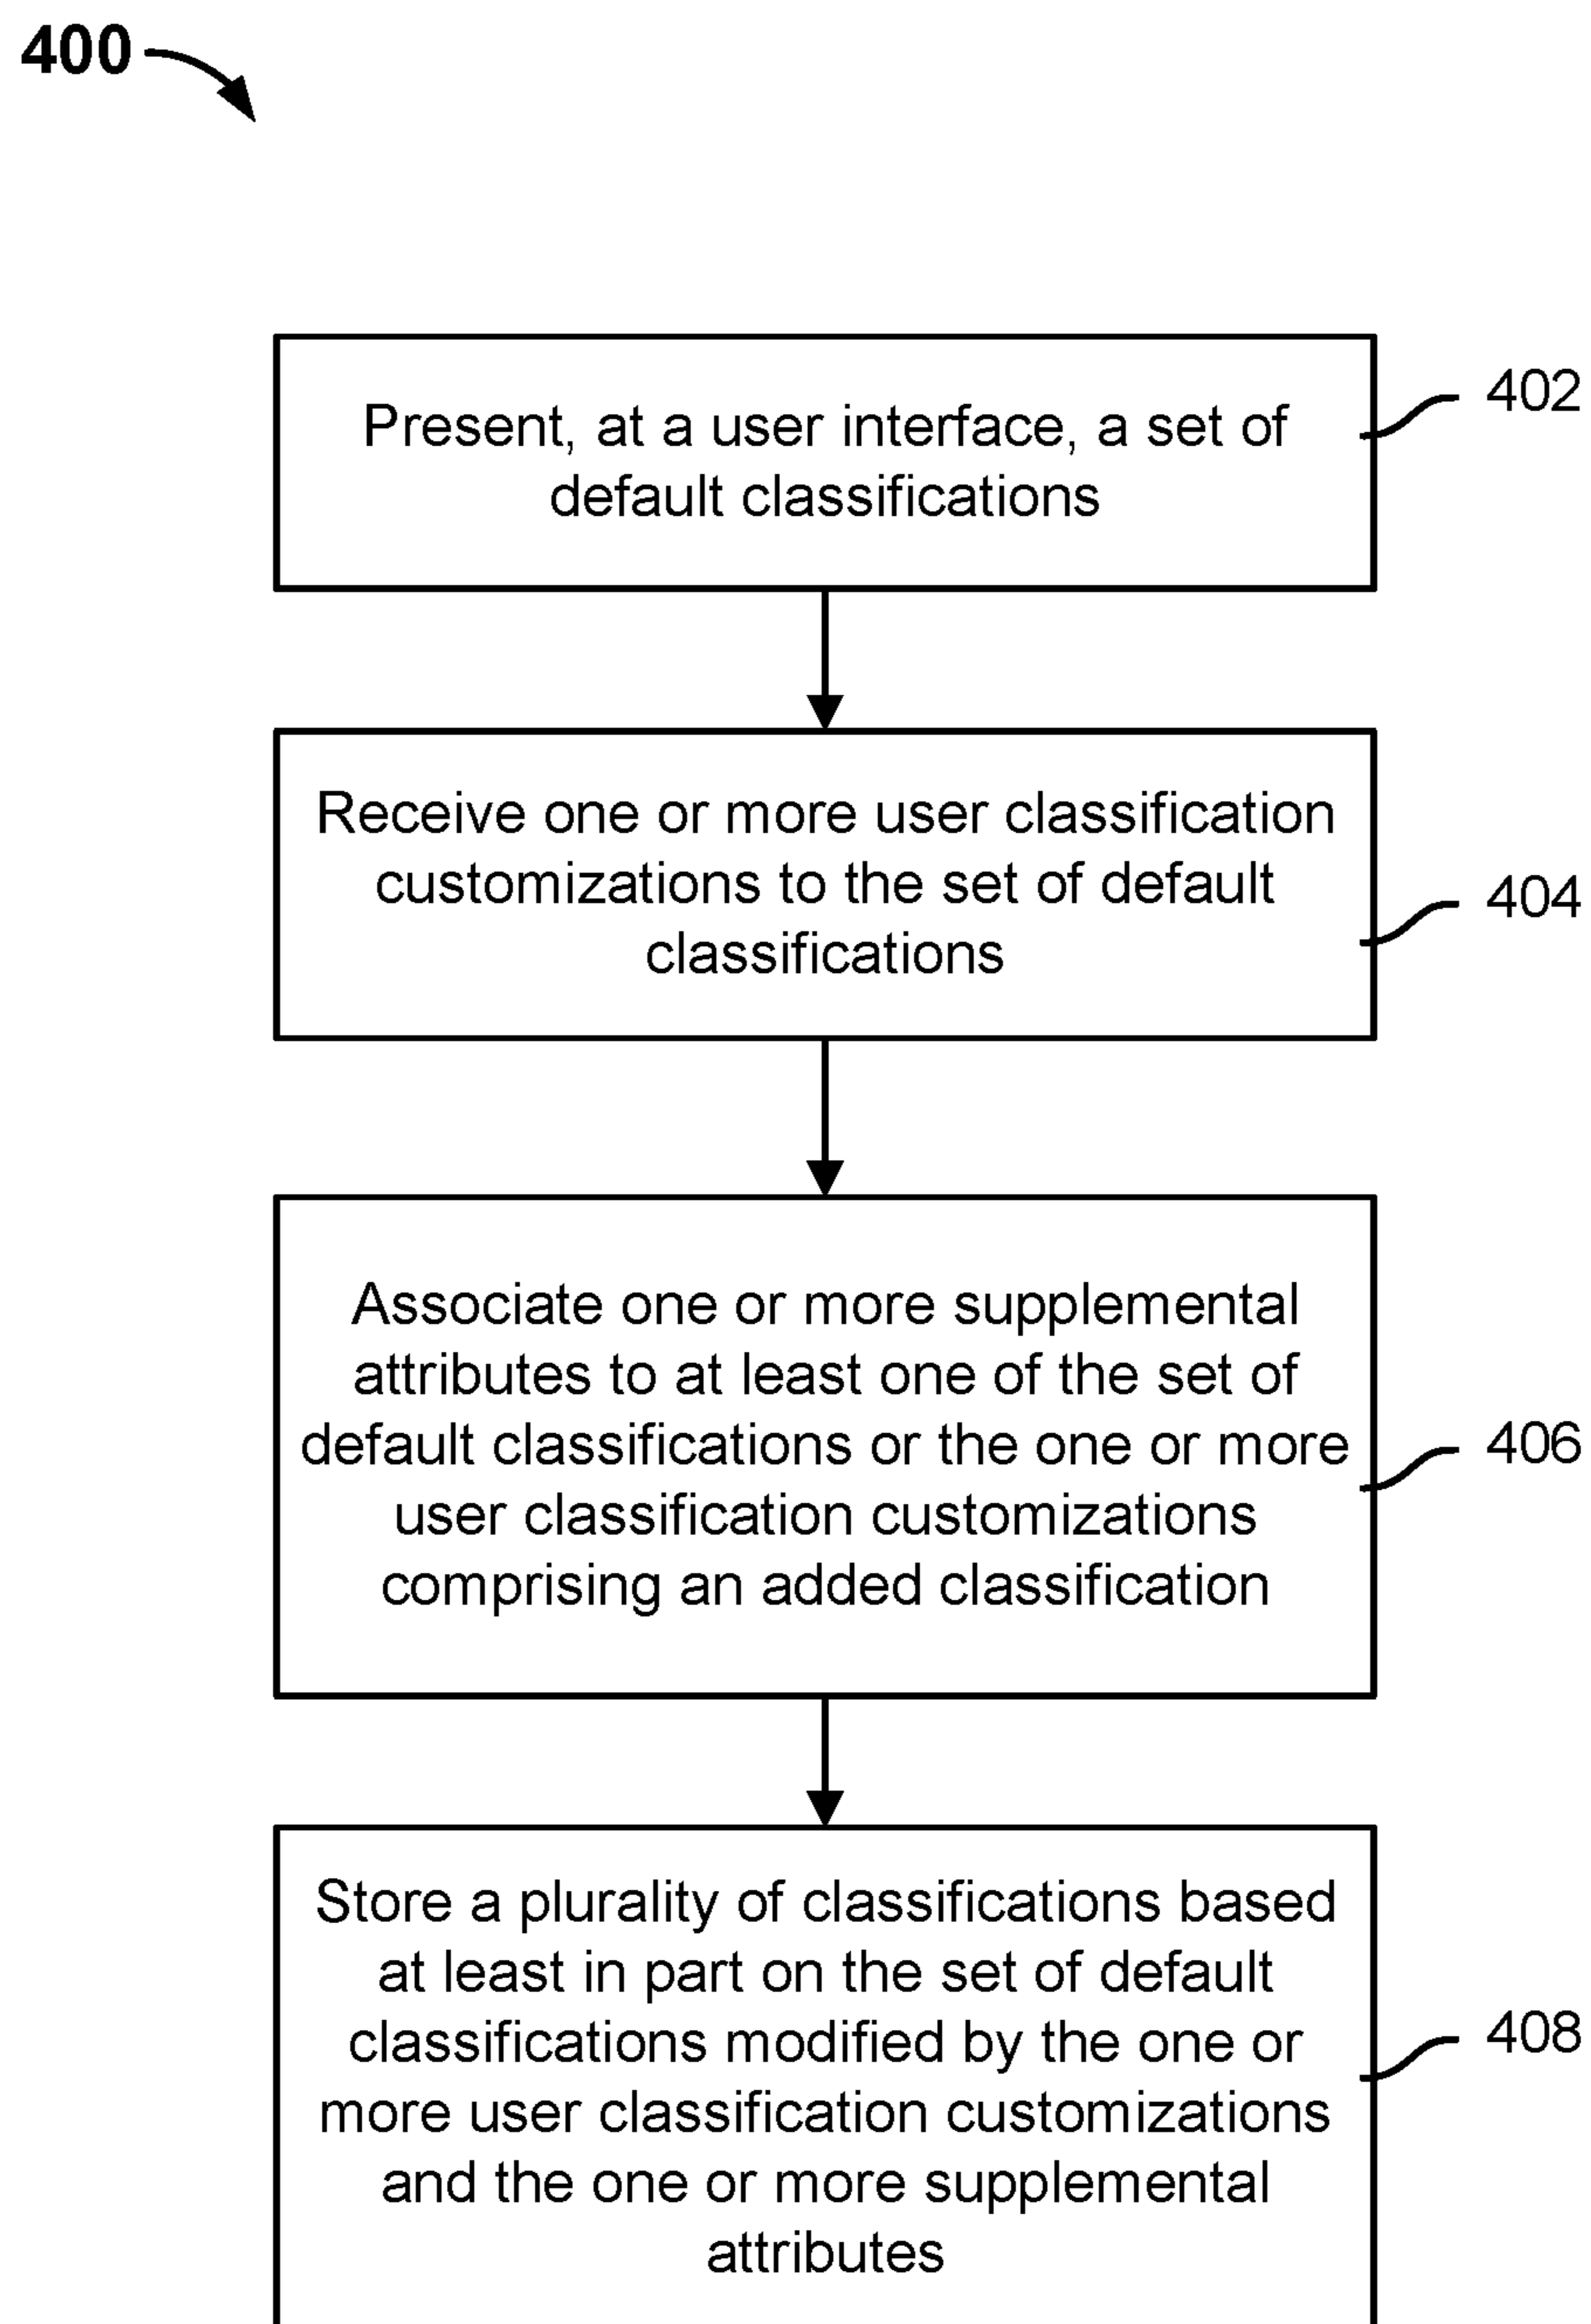 400
Present, at a user interface, a set of
default classifications
402
Receive one or more user classification
customizations to the set of default
classifications
404
Associate one or more supplemental
attributes to at least one of the set of
default classifications or the one or more
user classification customizations
comprising an added classification
406
Store a plurality of classifications based
at least in part on the set of default
classifications modified by the one or
more user classification customizations
and the one or more supplemental
attributes
408